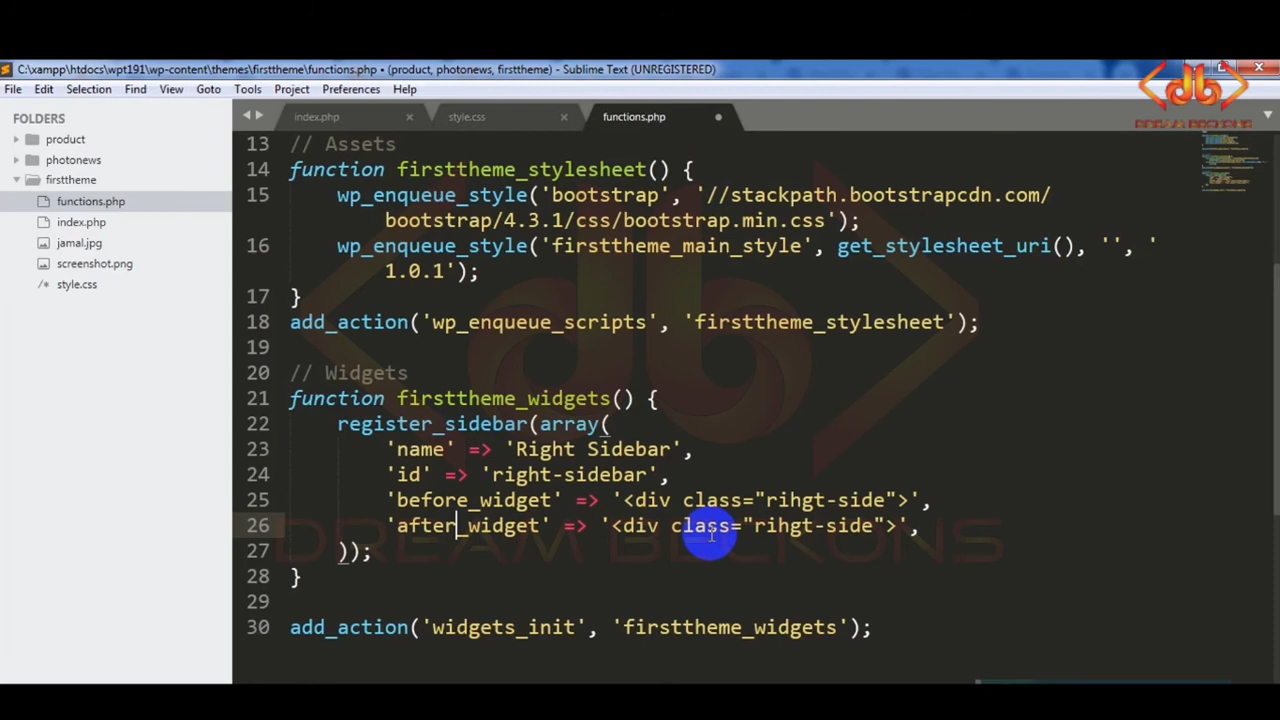 C:\xampp\htdocs\wpt191\wp-content\themes\firsttheme\functions.php • (product, photonews, firsttheme) - Sublime Text (UNREGISTERED)
File Edit Selection Find View Goto Tools Project Preferences Help
DREAM BECKONS
FOLDERS
product
photonews
firsttheme
functions.php
index.php
jamal.jpg
screenshot.png
/* style.css
index.php × style.css × functions.php •
13 // Assets
14 function firsttheme_stylesheet() {
15 wp_enqueue_style('bootstrap' , '//stackpath.bootstrapcdn.com/
bootstrap/4.3.1/css/bootstrap.min.css');
16 wp_enqueue_style('firsttheme_main_style', get_stylesheet_uri(), '', '
1.0.1');
17 }
18 add_action('wp_enqueue_scripts', 'firsttheme_stylesheet');
19
20 // Widgets
21 function firsttheme_widgets() {
22 register_sidebar(array(
23 'name' => 'Right Sidebar',
24 'id' => 'right-sidebar',
25 'before_widget' => '<div class="rihgt-side">',
26 'after_widget' => '<div class="rihgt-side">',
27 ));
28 }
29
30 add_action('widgets_init', 'firsttheme_widgets');
DREAM BECKONS